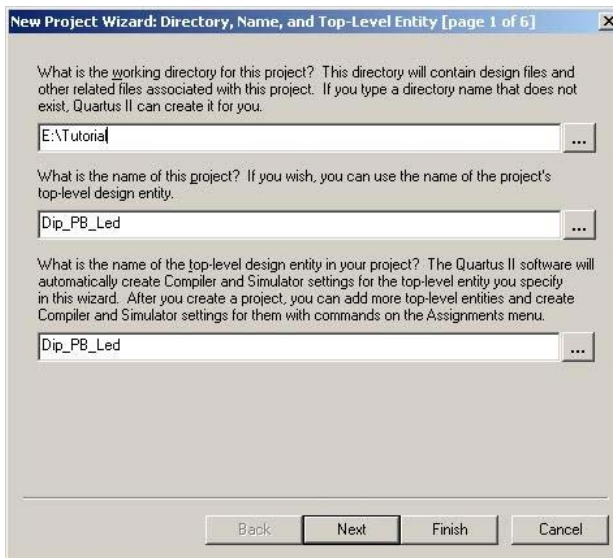 New Project Wizard: Directory, Name, and Top-Level Entity [page 1 of 6]
What is the working directory for this project? This directory will contain design files and
other related files associated with this project. If you type a directory name that does not
exist, Quartus II can create it for you.
E:\Tutorial
...
What is the name of this project? If you wish, you can use the name of the project's
top-level design entity.
Dip_PB_Led
...
What is the name of the top-level design entity in your project? The Quartus II software will
automatically create Compiler and Simulator settings for the top-level entity you specify
in this wizard. After you create a project, you can add more top-level entities and create
Compiler and Simulator settings for them with commands on the Assignments menu.
Dip_PB_Led
...
Back Next Finish Cancel